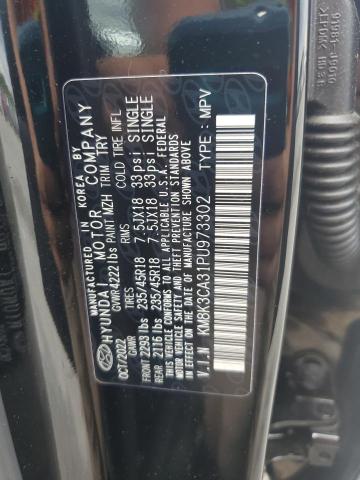 MANUFACTURED IN KOREA BY
HYUNDAI MOTOR COMPANY
OCT/2022 GVWR 4222 lbs PAINT MZH TRIM TRY
GAWR RIMS COLD TIRE INFL
FRONT 2293 lbs 235/45R18 7.5JX18 33 psi SINGLE
REAR 2116 lbs 235/45R18 7.5JX18 33 psi SINGLE
GAWR
THIS VEHICLE CONFORMS TO ALL APPLICABLE U.S.A. FEDERAL
MOTOR VEHICLE SAFETY, BUMPER, AND THEFT PREVENTION STANDARDS
IN EFFECT ON THE DATE OF MANUFACTURE SHOWN ABOVE.
V.I.N: KM8K3CA31PU973302 TYPE: MPV